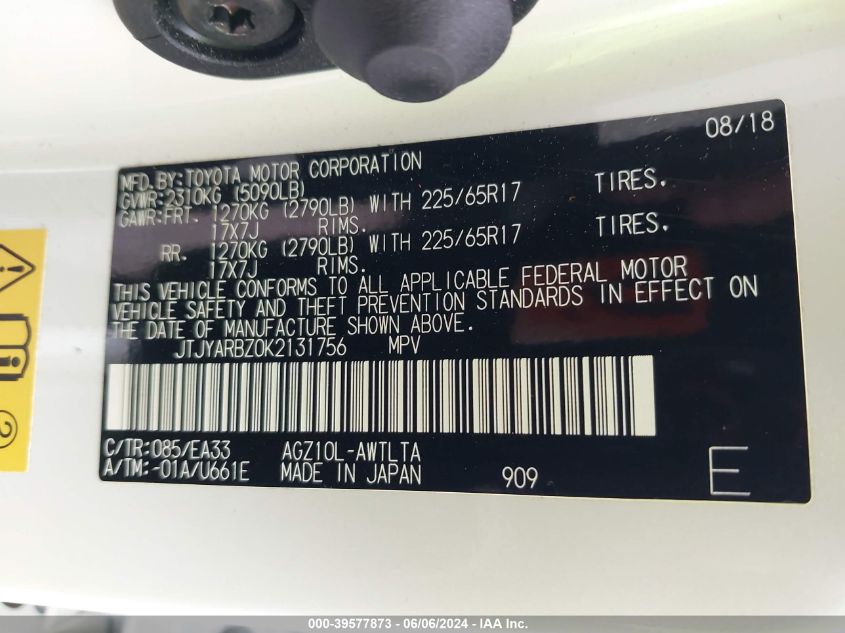 08/18
MFD.BY:TOYOTA MOTOR CORPORATION
GVWR:2310KG (5090LB)
GAWR:FRT. 1270KG (2790LB) WITH 225/65R17 TIRES.
17X7J RIMS.
RR. 1270KG (2790LB) WITH 225/65R17 TIRES.
17X7J RIMS.
THIS VEHICLE CONFORMS TO ALL APPLICABLE FEDERAL MOTOR
VEHICLE SAFETY AND THEFT PREVENTION STANDARDS IN EFFECT ON
THE DATE OF MANUFACTURE SHOWN ABOVE.
JTJYARBZ0K2131756 MPV
C/TR:085/EA33 AGZ10L-AWTLTA
A/TM:-01A/U661E MADE IN JAPAN 909 E
2
000-39577873 - 06/06/2024 - IAA Inc.